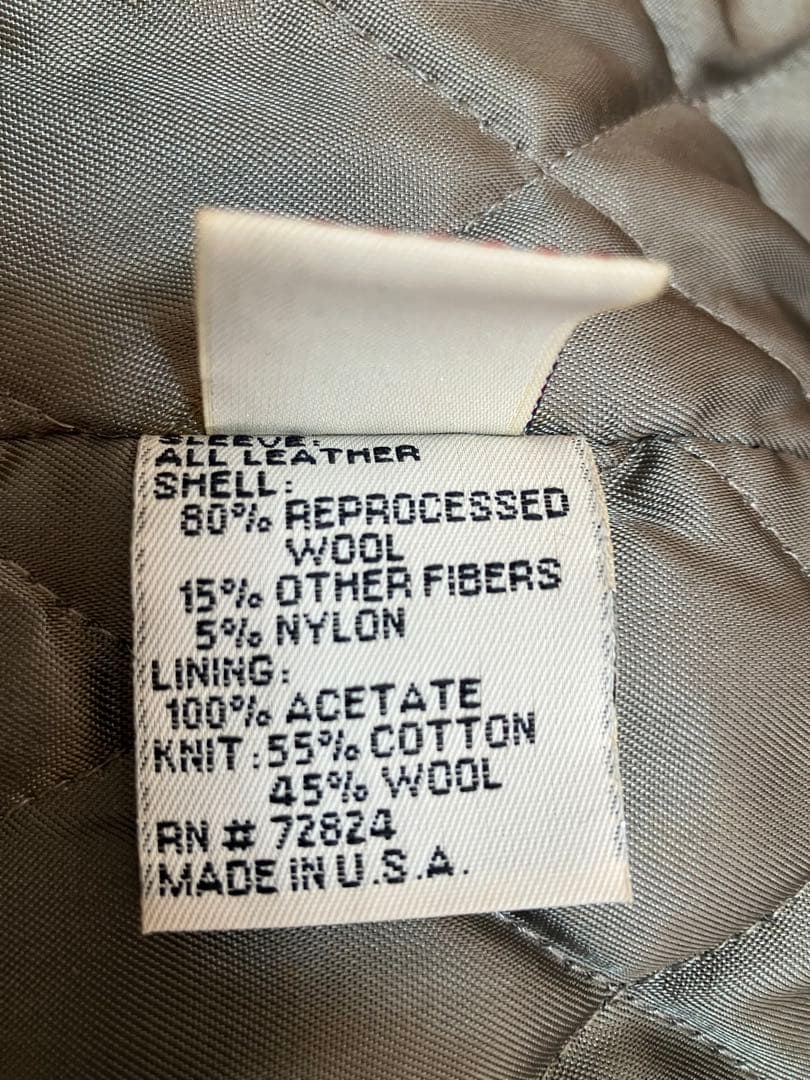 SLEEVE:
ALL LEATHER
SHELL:
80% REPROCESSED
WOOL
15% OTHER FIBERS
5% NYLON
LINING:
100% ACETATE
KNIT:55% COTTON
45% WOOL
RN # 72824
MADE IN U.S.A.